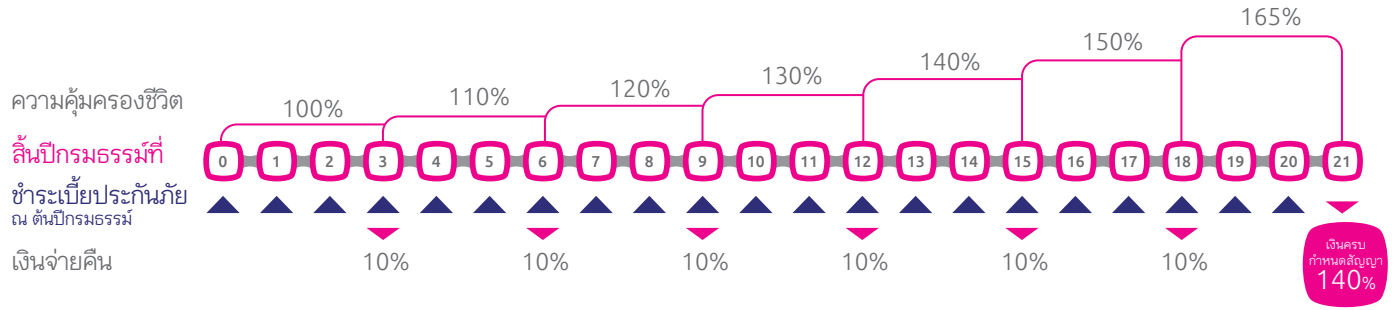 165%
150%
140%
130%
120%
110%
100%
ความคุ้มครองชีวิต
สิ้นปีกรมธรรม์ที่ 0 1 2 3 4 5 6 7 8 9 10 11 12 13 14 15 16 17 18 19 20 21
ชำระเบี้ยประกันภัย
ณ ต้นปีกรมธรรม์
เงินจ่ายคืน 10% 10% 10% 10% 10% 10%
เงินครบ
กำหนดสัญญา
140%